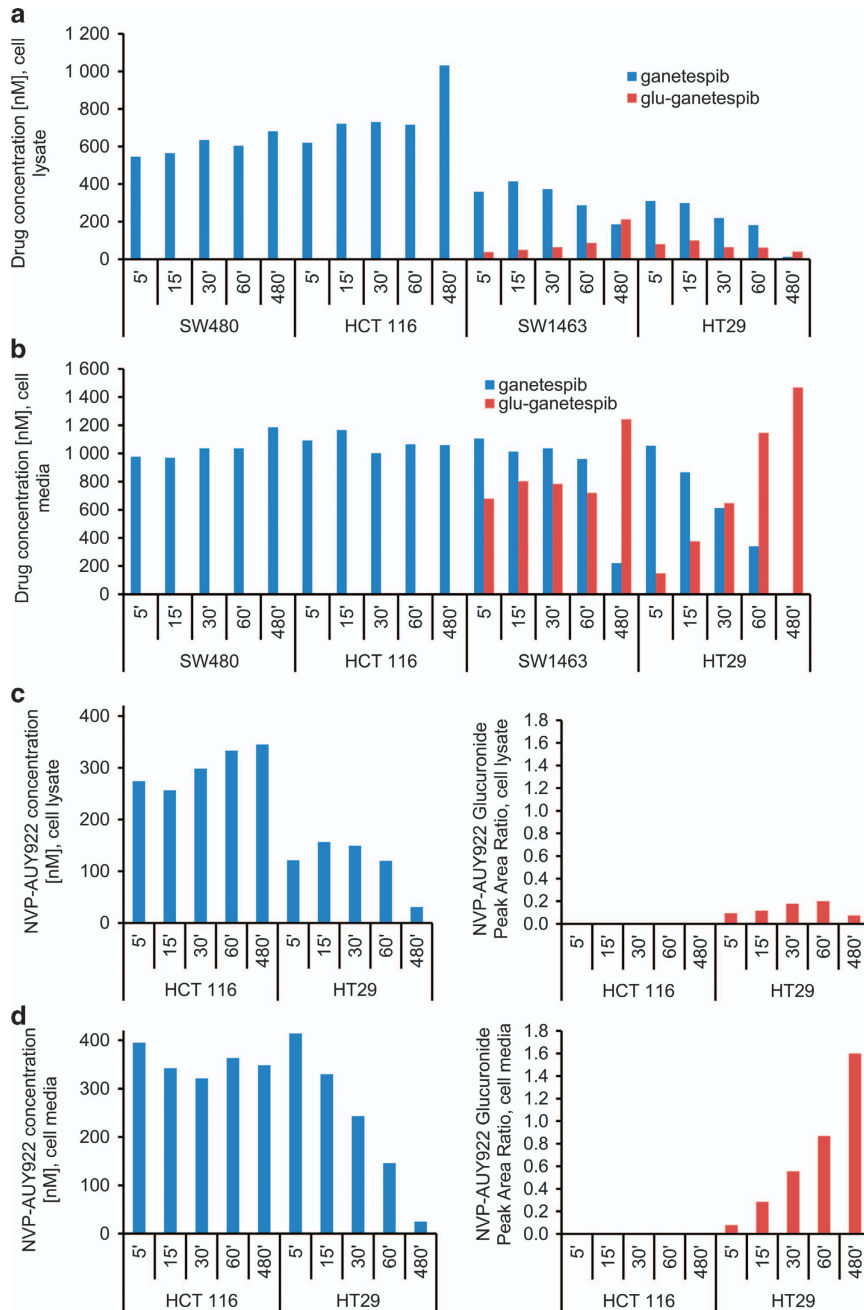 a
Drug concentration [nM], cell
lysate
1 200
1 000
800
600
400
200
0
ganetespib
glu-ganetespib
5' 15' 30' 60' 480' 5' 15' 30' 60' 480' 5' 15' 30' 60' 480' 5' 15' 30' 60' 480'
SW480 HCT 116 SW1463 HT29
b
Drug concentration [nM], cell
media
1 600
1 400
1 200
1 000
800
600
400
200
0
ganetespib
glu-ganetespib
5' 15' 30' 60' 480' 5' 15' 30' 60' 480' 5' 15' 30' 60' 480' 5' 15' 30' 60' 480'
SW480 HCT 116 SW1463 HT29
c
NVP-AUY922 concentration
[nM], cell lysate
400
300
200
100
0
5' 15' 30' 60' 480' 5' 15' 30' 60' 480'
HCT 116 HT29
NVP-AUY922 Glucuronide
Peak Area Ratio, cell lysate
1.8
1.6
1.4
1.2
1.0
0.8
0.6
0.4
0.2
0.0
5' 15' 30' 60' 480' 5' 15' 30' 60' 480'
HCT 116 HT29
d
NVP-AUY922 concentration
[nM], cell media
400
300
200
100
0
5' 15' 30' 60' 480' 5' 15' 30' 60' 480'
HCT 116 HT29
NVP-AUY922 Glucuronide
Peak Area Ratio, cell media
1.8
1.6
1.4
1.2
1.0
0.8
0.6
0.4
0.2
0.0
5' 15' 30' 60' 480' 5' 15' 30' 60' 480'
HCT 116 HT29